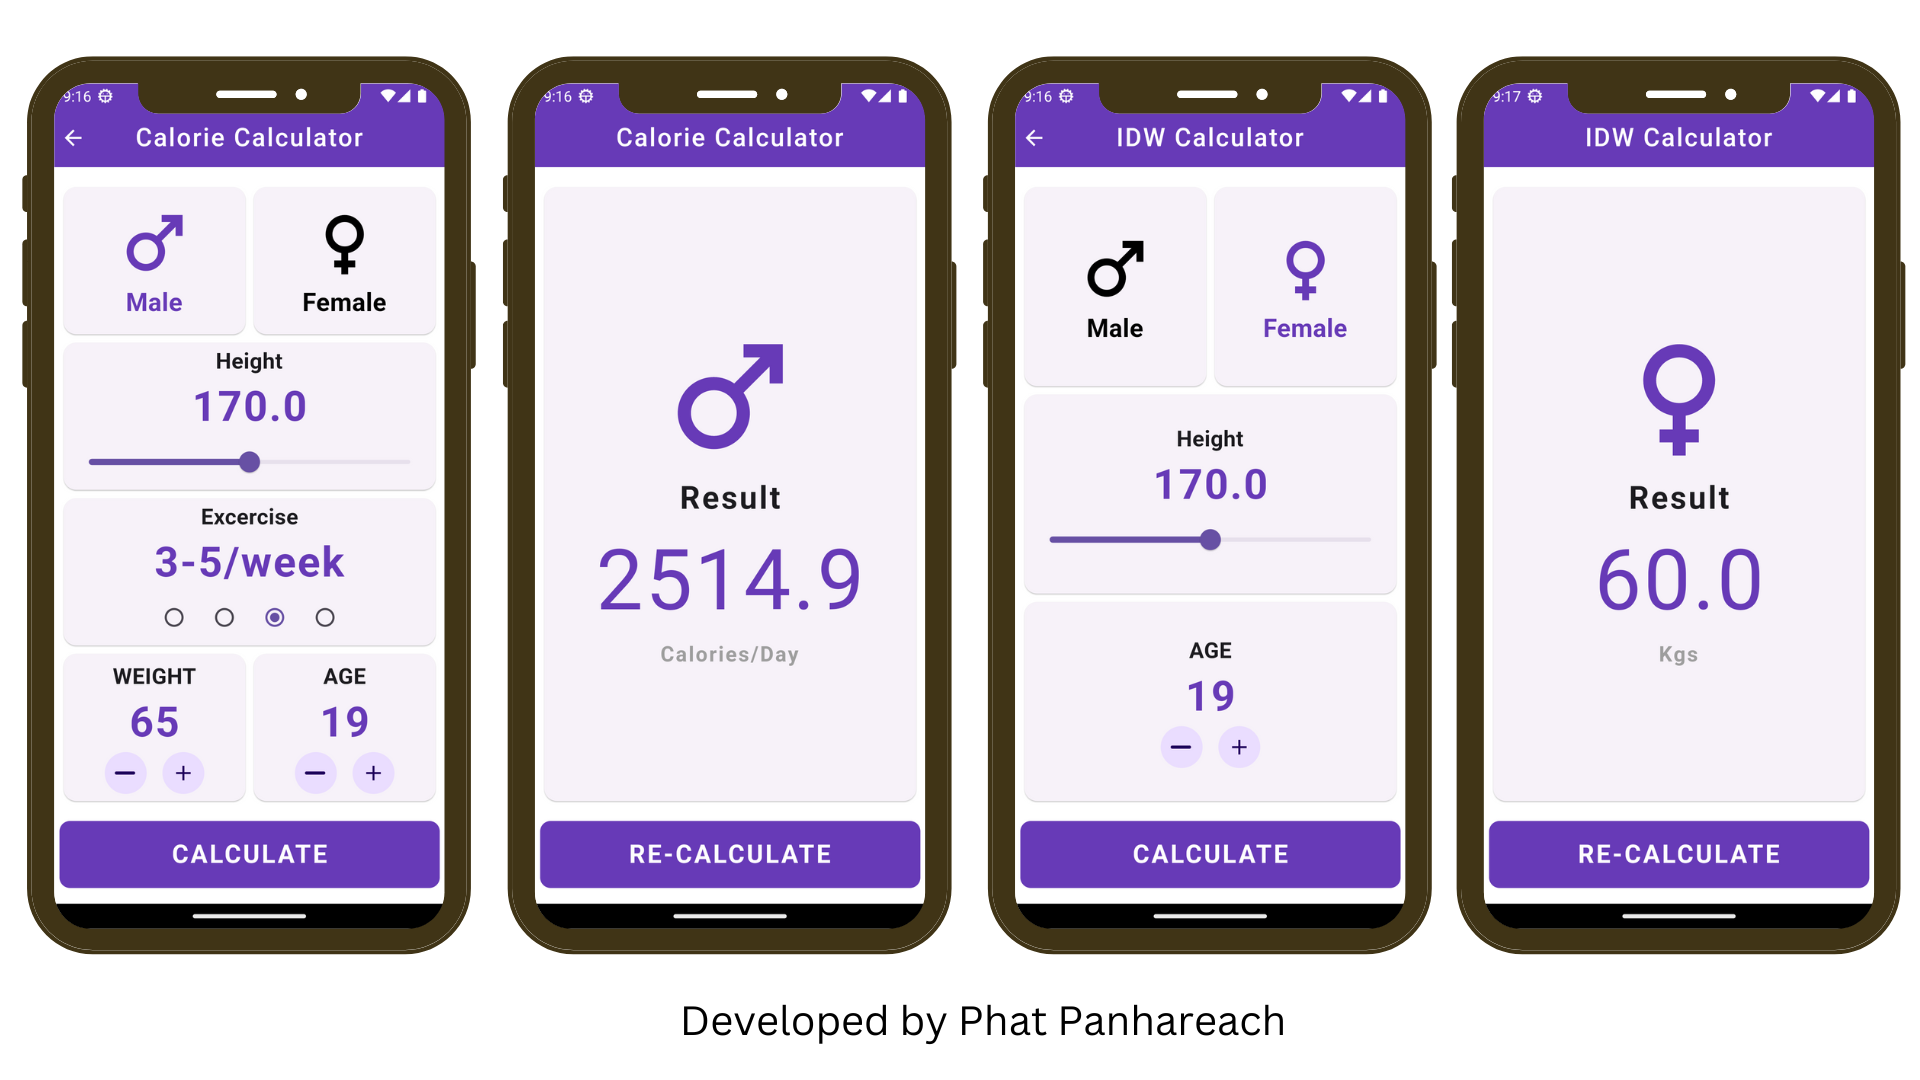 9:16
Calorie Calculator
Male
Female
Height
170.0
Excercise
3-5/week
WEIGHT
65
AGE
19
CALCULATE
9:16
Calorie Calculator
Result
2514.9
Calories/Day
RE-CALCULATE
9:16
IDW Calculator
Male
Female
Height
170.0
AGE
19
CALCULATE
9:17
IDW Calculator
Result
60.0
Kgs
RE-CALCULATE
Developed by Phat Panhareach